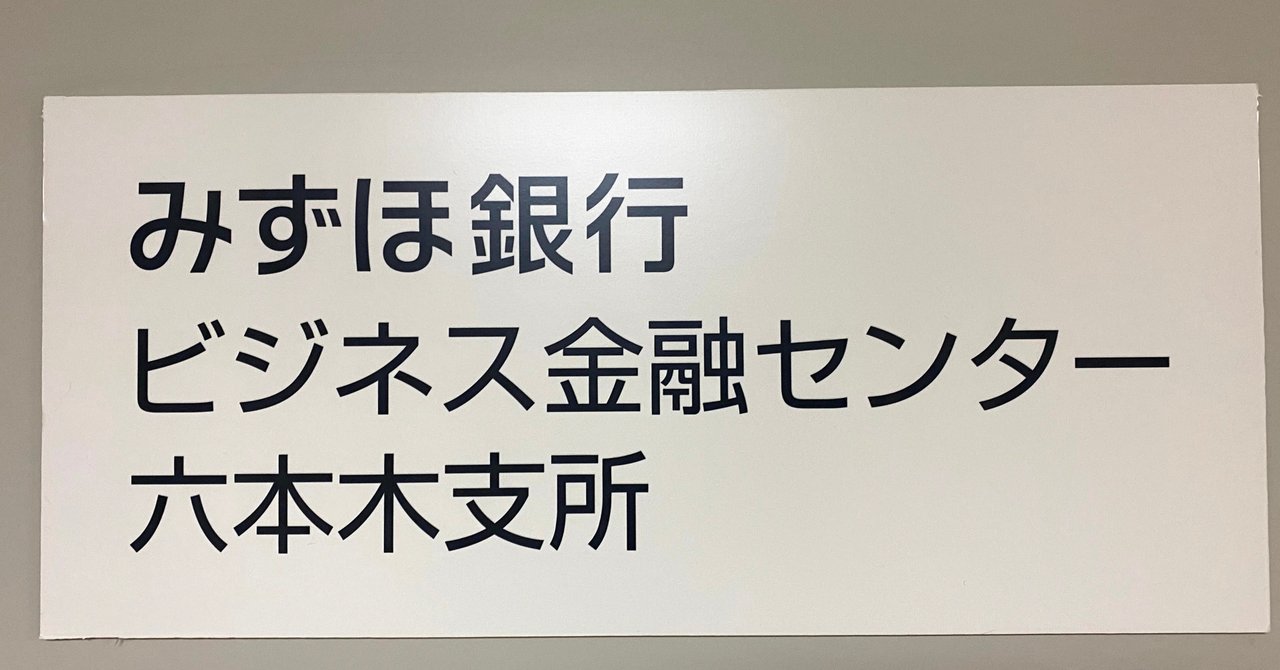 みずほ銀行
ビジネス金融センター
六本木支所